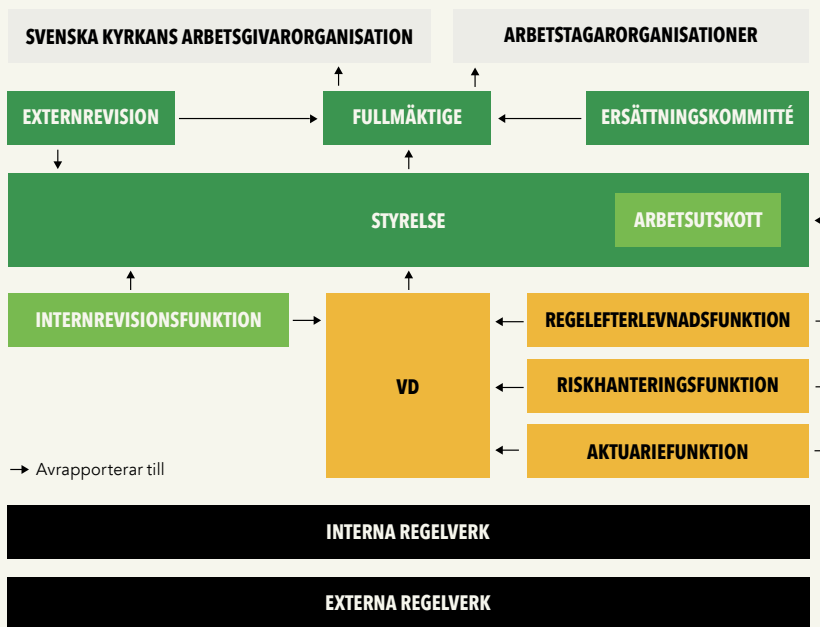 SVENSKA KYRKANS ARBETSGIVARORGANISATION
ARBETSTAGARORGANISATIONER
EXTERNREVISION
FULLMÄKTIGE
ERSÄTTNINGSKOMMITTÉ
STYRELSE
ARBETSUTSKOTT
INTERNREVISIONSFUNKTION
VD
REGELEFTERLEVNADSFUNKTION
RISKHANTERINGSFUNKTION
AKTUARIEFUNKTION
Avrapporterar till
INTERNA REGELVERK
EXTERNA REGELVERK